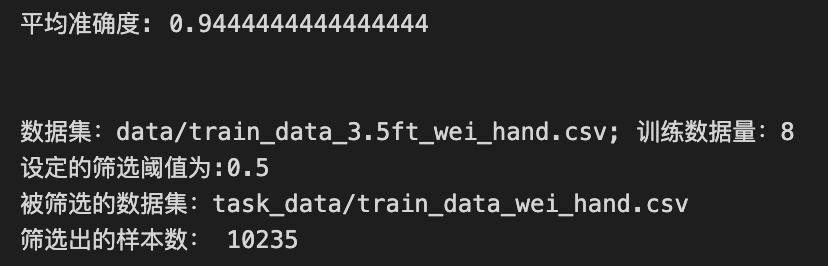 平均准确度: 0.9444444444444444
数据集: data/train_data_3.5ft_wei_hand.csv; 训练数据量: 8
设定的筛选阈值为:0.5
被筛选的数据集: task_data/train_data_wei_hand.csv
筛选出的样本数:  10235